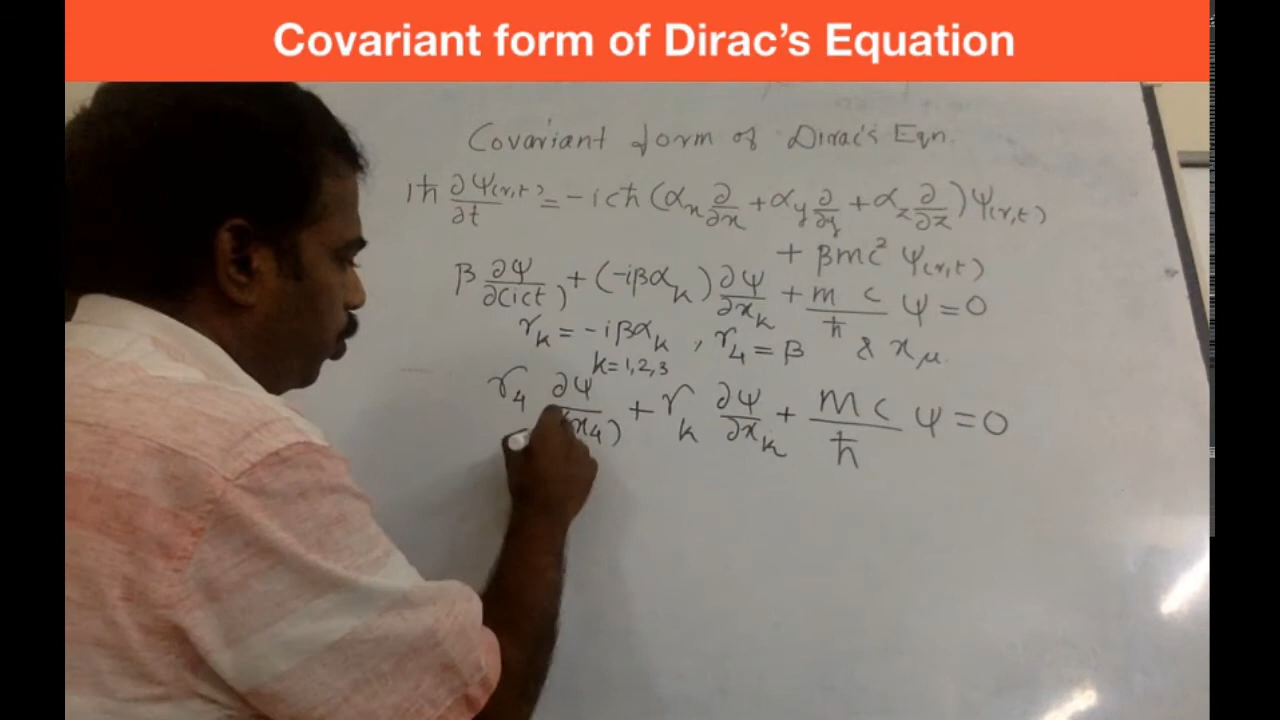 Covariant form of Dirac's Equation
Covariant form of Dirac's Eqn.
iħ ∂Ψ(r,t)/∂t = -icħ (αx ∂/∂x + αy ∂/∂y + αz ∂/∂z) Ψ(r,t)
+ βmc² Ψ(r,t)
β ∂Ψ/∂(ict) + (-iβαk) ∂Ψ/∂xk + mc/ħ Ψ = 0
γk = -iβαk, γ4 = β & xμ
k=1,2,3
γ4 ∂Ψ/(x4) + γk ∂Ψ/∂xk + mc/ħ Ψ = 0